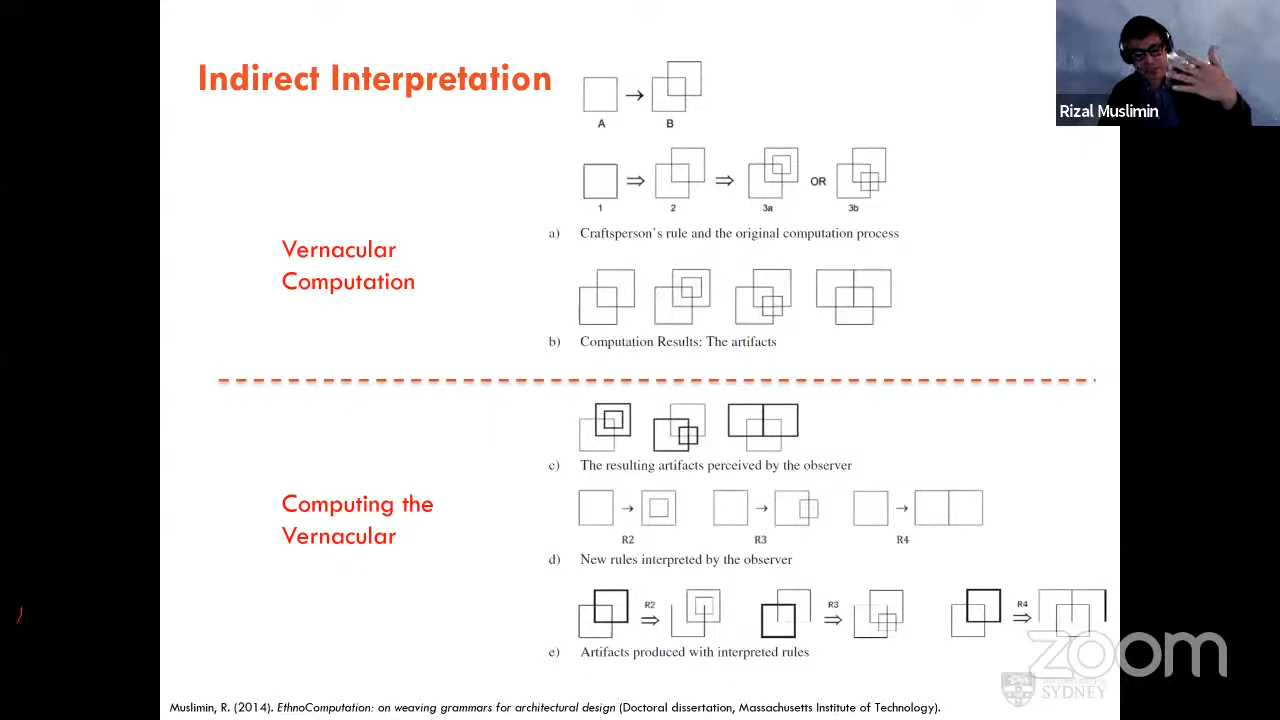 Indirect Interpretation
Rizal Muslimin
A
B
1
2
3a
OR
3b
a) Craftsperson's rule and the original computation process
Vernacular
Computation
b) Computation Results: The artifacts
c) The resulting artifacts perceived by the observer
Computing the
Vernacular
R2
R3
R4
d) New rules interpreted by the observer
R2
R3
R4
e) Artifacts produced with interpreted rules
zoom
SYDNEY
Muslimin, R. (2014). EthnoComputation: on weaving grammars for architectural design (Doctoral dissertation, Massachusetts Institute of Technology).